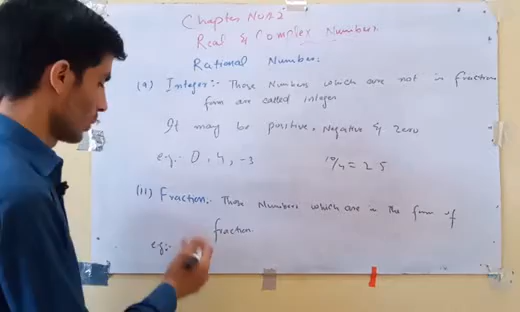 Chapter No.2
Real & Complex Numbers
Rational Number:
(a) Integer:- Those Numbers which are not in fraction
form are called integer
It may be positive, Negative & zero
e.g:- 0, 4, -3 10/4 = 2 5
(ii) Fraction:- Those Numbers which are in the form of
fraction
eg:-